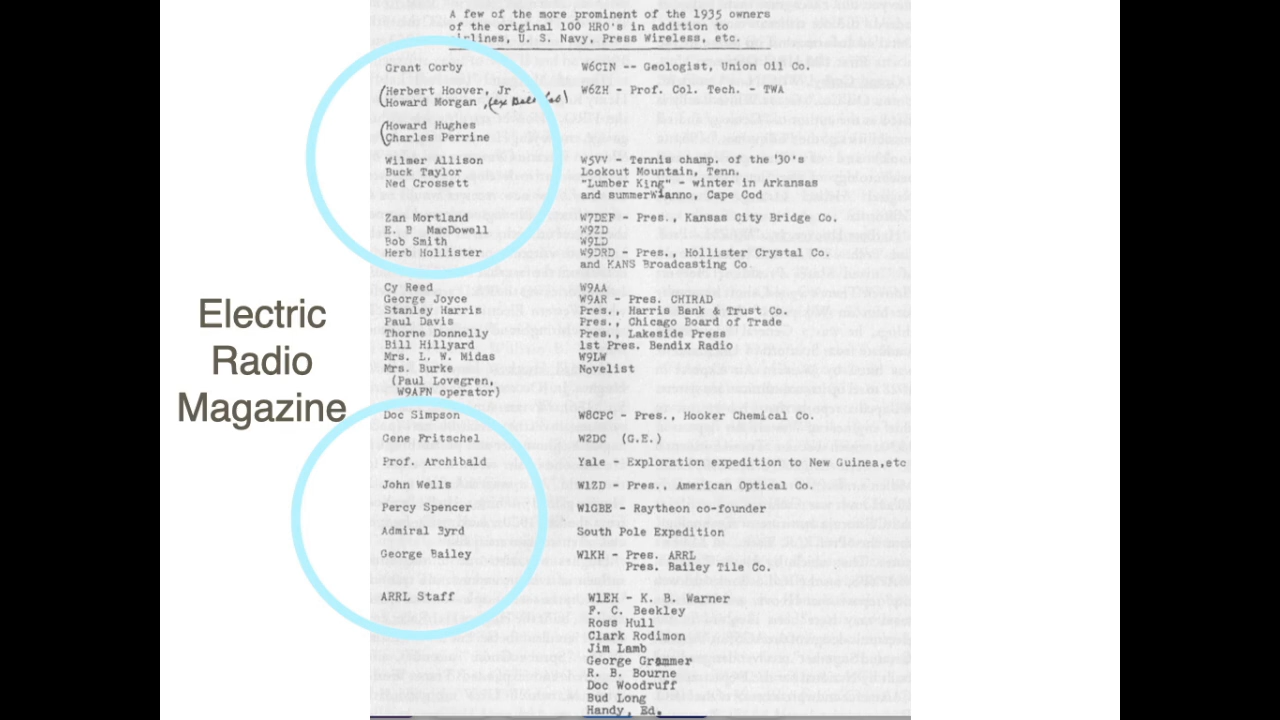 A few of the more prominent of the 1935 owners
of the original 100 HRO's in addition to
airlines, U. S. Navy, Press Wireless, etc.
Grant Corby W6CIN -- Geologist, Union Oil Co.
(Herbert Hoover, Jr W6ZH - Prof. Col. Tech. - TWA
(Howard Morgan , (ex
(Howard Hughes
(Charles Perrine
Wilmer Allison W5VV - Tennis champ. of the '30's
Buck Taylor Lookout Mountain, Tenn.
Ned Crossett "Lumber King" - winter in Arkansas
and summerWianno, Cape Cod
Zan Mortland W7DEF - Pres., Kansas City Bridge Co.
E. B MacDowell W9ZD
Bob Smith W9LD
Herb Hollister W9DRD - Pres., Hollister Crystal Co.
and KANS Broadcasting Co
Cy Reed W9AA
George Joyce W9AR - Pres. CHIRAD
Stanley Harris Pres., Harris Bank & Trust Co.
Paul Davis Pres., Chicago Board of Trade
Thorne Donnelly Pres., Lakeside Press
Bill Hillyard 1st Pres. Bendix Radio
Mrs. L. W. Midas W9LW
Mrs. Burke Novelist
(Paul Lovegren,
W9APN operator)
Electric
Radio
Magazine
Doc Simpson W8CPC - Pres., Hooker Chemical Co.
Gene Fritschel W2DC (G.E.)
Prof. Archibald Yale - Exploration expedition to New Guinea,etc
John Wells W1ZD - Pres., American Optical Co.
Percy Spencer W1GBE - Raytheon co-founder
Admiral Byrd South Pole Expedition
George Bailey W1KH - Pres. ARRL
Pres. Bailey Tile Co.
ARRL Staff W1EH - K. B. Warner
F. C. Beekley
Ross Hull
Clark Rodimon
Jim Lamb
George Grammer
R. B. Bourne
Doc Woodruff
Bud Long
Handy, Ed.